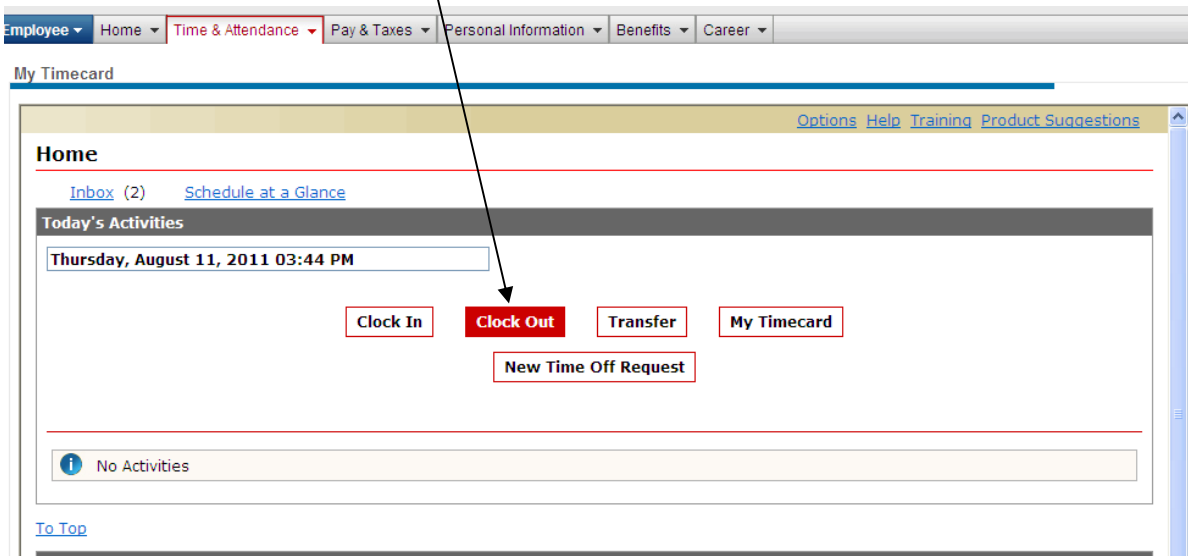 Employee Home Time & Attendance Pay & Taxes Personal Information Benefits Career
My Timecard
Options Help Training Product Suggestions
Home
Inbox (2) Schedule at a Glance
Today's Activities
Thursday, August 11, 2011 03:44 PM
Clock In Clock Out Transfer My Timecard
New Time Off Request
No Activities
To Top